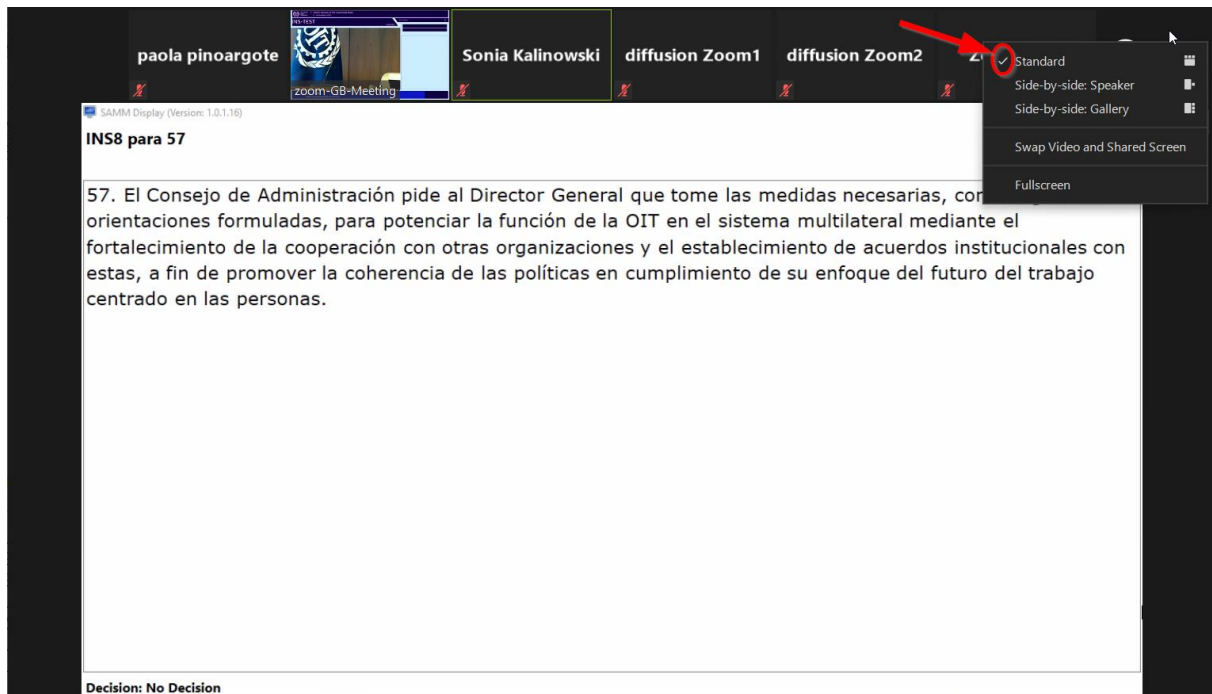 INS-TEST
paola pinoargote
zoom-GB-Meeting
Sonia Kalinowski
diffusion Zoom1
diffusion Zoom2
Standard
Side-by-side: Speaker
Side-by-side: Gallery
Swap Video and Shared Screen
Fullscreen
SAMM Display (Version: 1.0.1.16)
INS8 para 57
57. El Consejo de Administración pide al Director General que tome las medidas necesarias,
orientaciones formuladas, para potenciar la función de la OIT en el sistema multilateral mediante el
fortalecimiento de la cooperación con otras organizaciones y el establecimiento de acuerdos institucionales con
estas, a fin de promover la coherencia de las políticas en cumplimiento de su enfoque del futuro del trabajo
centrado en las personas.
Decision: No Decision